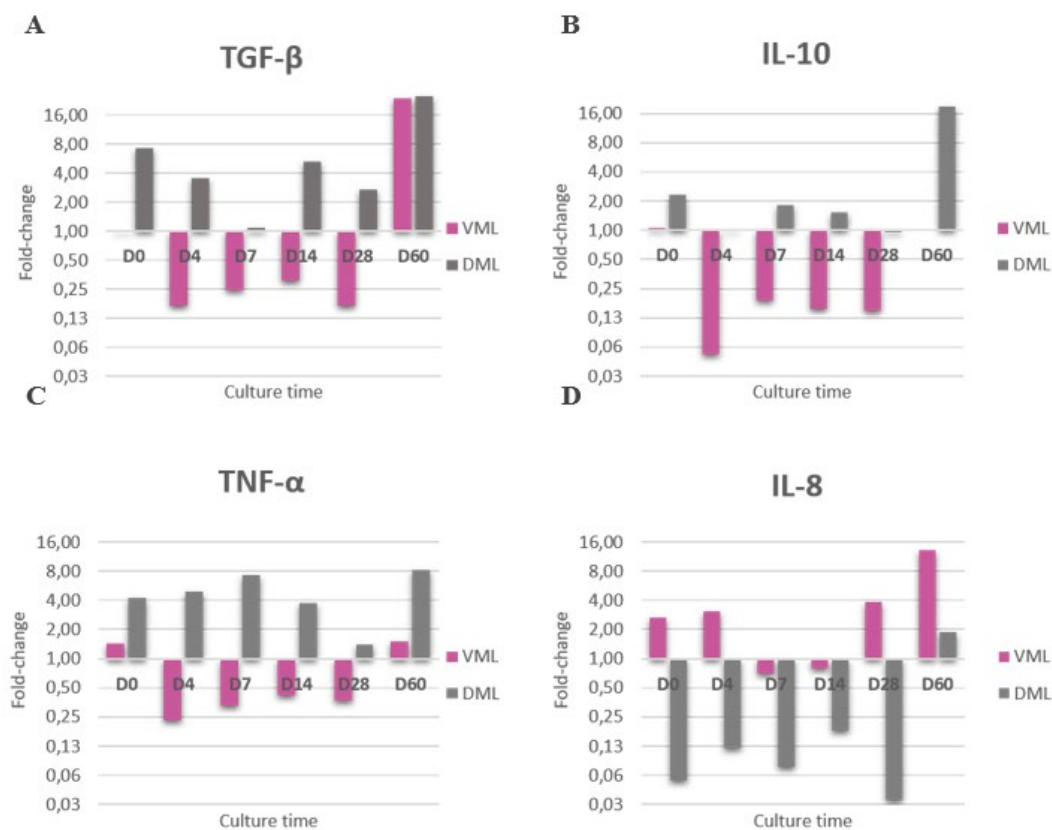 A
TGF-β
16,00
8,00
4,00
2,00
1,00
0,50
0,25
0,13
0,06
0,03
Fold-change
D0 D4 D7 D14 D28 D60
VML
DML
Culture time
B
IL-10
16,00
8,00
4,00
2,00
1,00
0,50
0,25
0,13
0,06
0,03
Fold-change
D0 D4 D7 D14 D28 D60
VML
DML
Culture time
C
TNF-α
16,00
8,00
4,00
2,00
1,00
0,50
0,25
0,13
0,06
0,03
Fold-change
D0 D4 D7 D14 D28 D60
VML
DML
Culture time
D
IL-8
16,00
8,00
4,00
2,00
1,00
0,50
0,25
0,13
0,06
0,03
Fold-change
D0 D4 D7 D14 D28 D60
VML
DML
Culture time